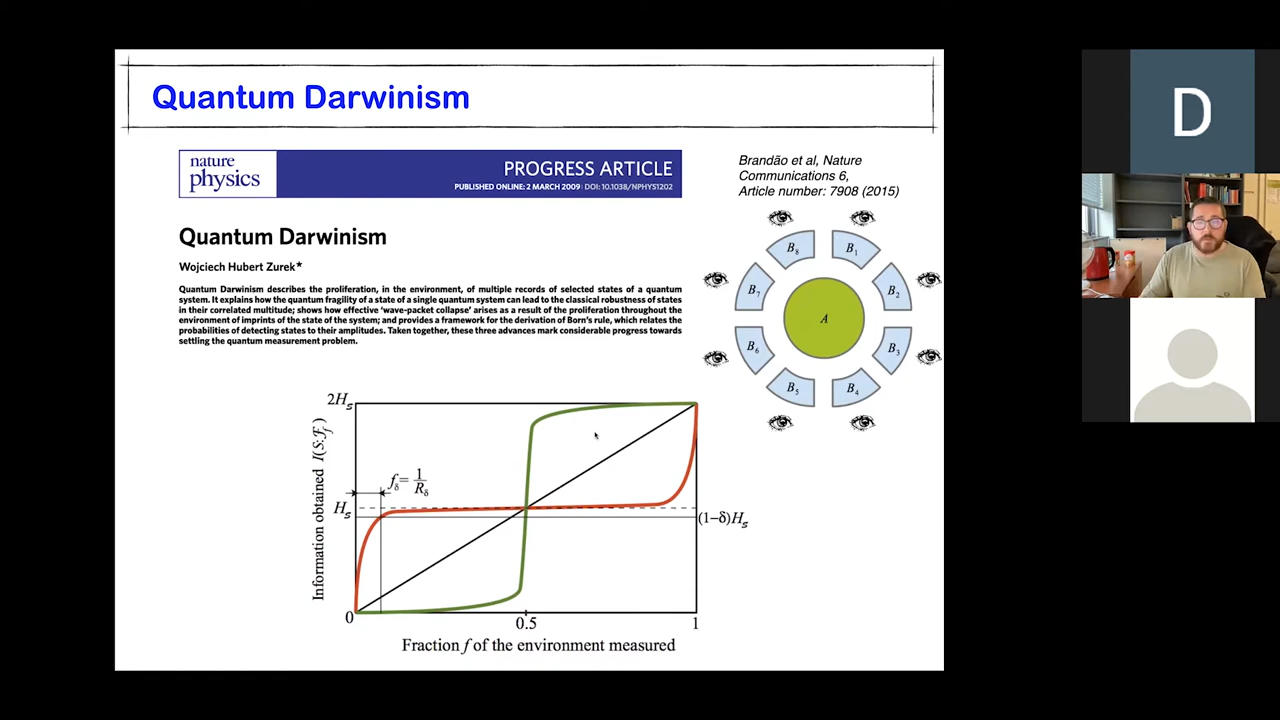 Quantum Darwinism
nature
physics
PROGRESS ARTICLE
PUBLISHED ONLINE: 2 MARCH 2009 | DOI: 10.1038/NPHYS1202
Quantum Darwinism
Wojciech Hubert Zurek*
Quantum Darwinism describes the proliferation, in the environment, of multiple records of selected states of a quantum
system. It explains how the quantum fragility of a state of a single quantum system can lead to the classical robustness of states
in their correlated multitude; shows how effective ‘wave-packet collapse’ arises as a result of the proliferation throughout the
environment of imprints of the state of the system; and provides a framework for the derivation of Born’s rule, which relates the
probabilities of detecting states to their amplitudes. Taken together, these three advances mark considerable progress towards
settling the quantum measurement problem.
Brandão et al, Nature
Communications 6,
Article number: 7908 (2015)
B8
B1
B7
B2
A
B6
B3
B5
B4
2Hs
Information obtained I(S:Ff)
fδ = 1/Rδ
Hs
(1−δ)Hs
0
0.5
1
Fraction f of the environment measured
D